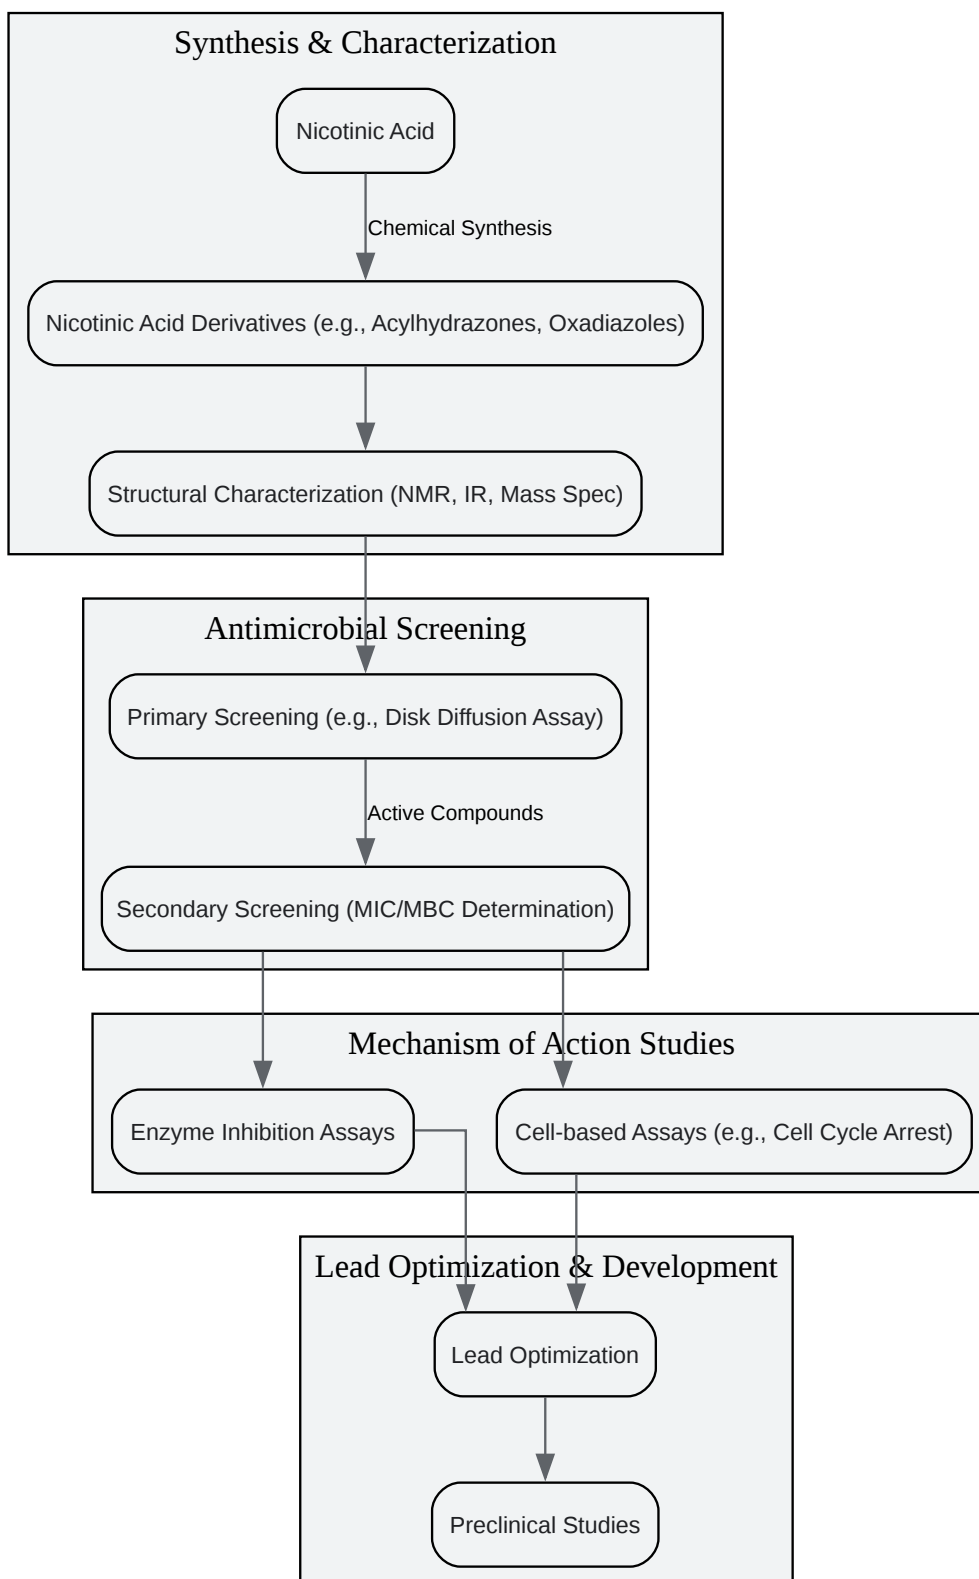 Synthesis & Characterization
Nicotinic Acid
Chemical Synthesis
Nicotinic Acid Derivatives (e.g., Acylhydrazones, Oxadiazoles)
Structural Characterization (NMR, IR, Mass Spec)
Antimicrobial Screening
Primary Screening (e.g., Disk Diffusion Assay)
Active Compounds
Secondary Screening (MIC/MBC Determination)
Mechanism of Action Studies
Enzyme Inhibition Assays
Cell-based Assays (e.g., Cell Cycle Arrest)
Lead Optimization & Development
Lead Optimization
Preclinical Studies